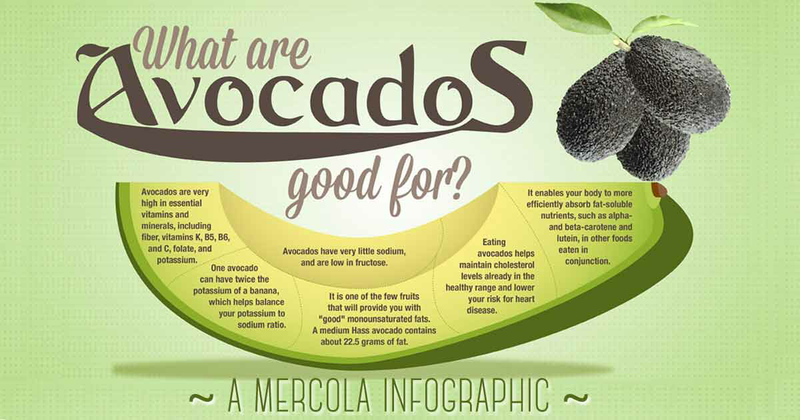 What are
Avocados
good for?
Avocados are very
high in essential
vitamins and
minerals, including
fiber, vitamins K, B5, B6,
and C, folate, and
potassium.
One avocado
can have twice the
potassium of a banana,
which helps balance
your potassium to
sodium ratio.
Avocados have very little sodium,
and are low in fructose.
It is one of the few fruits
that will provide you with
"good" monounsaturated fats.
A medium Hass avocado contains
about 22.5 grams of fat.
Eating
avocados helps
maintain cholesterol
levels already in the
healthy range and lower
your risk for heart
disease.
It enables your body to more
efficiently absorb fat-soluble
nutrients, such as alpha-
and beta-carotene and
lutein, in other foods
eaten in
conjunction.
~ A MERCOLA INFOGRAPHIC ~